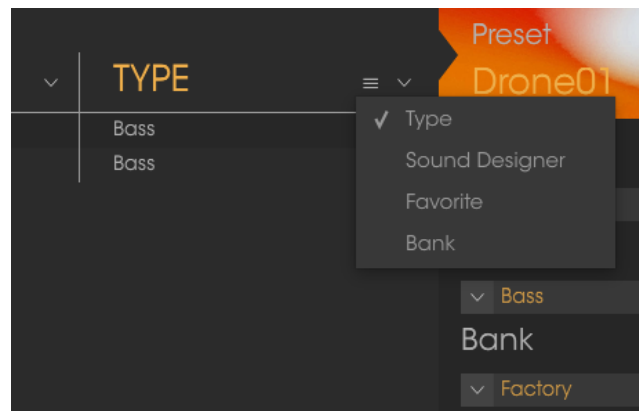 Preset
TYPE
Drone01
Bass
Bass
✓ Type
Sound Designer
Favorite
Bank
Bass
Bank
Factory